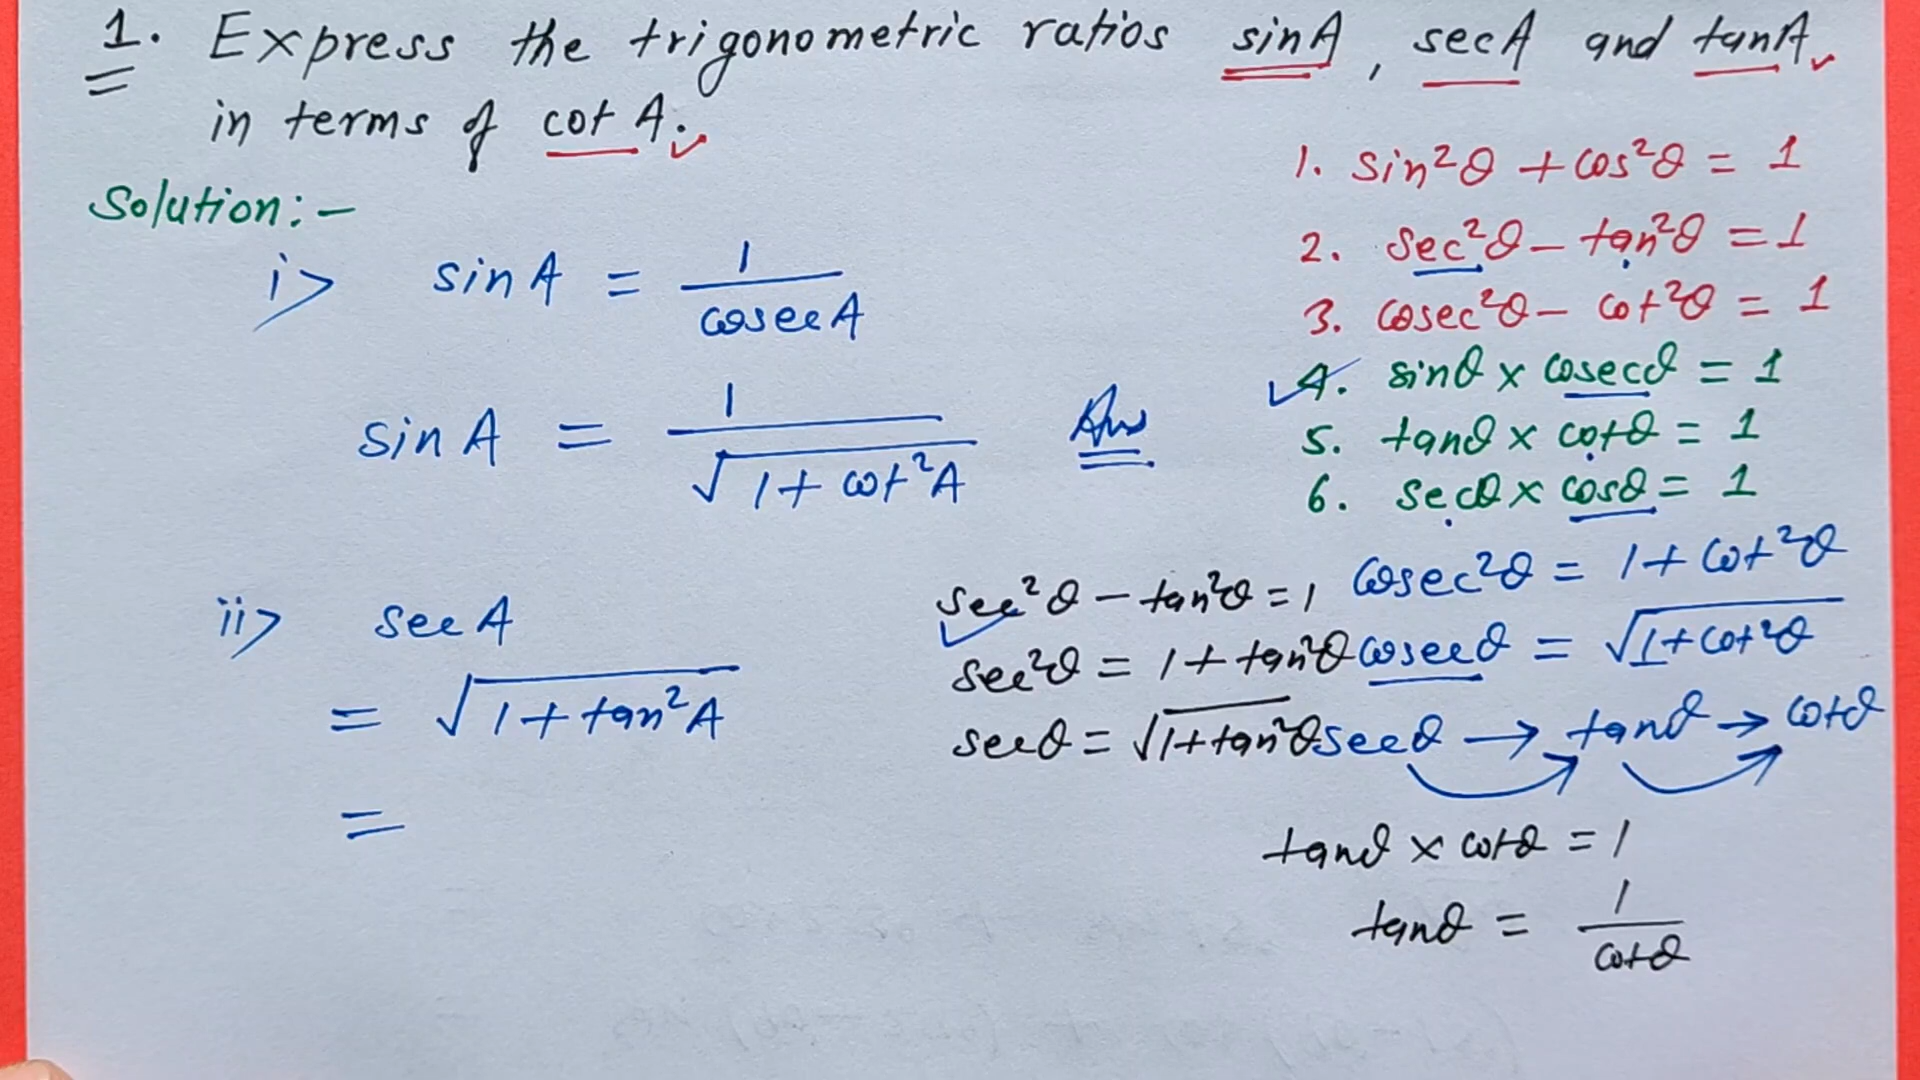 1. Express the trigonometric ratios sinA, secA and tanA
in terms of cot A.
Solution:-
i> sinA = 1/cosecA
sinA = 1/√(1+cot²A) Ans
ii> secA
= √(1+tan²A)
=
1. sin²θ + cos²θ = 1
2. sec²θ - tan²θ = 1
3. cosec²θ - cot²θ = 1
4. sinθ × cosecθ = 1
5. tanθ × cotθ = 1
6. secθ × cosθ = 1
cosec²θ = 1 + cot²θ
cosecθ = √(1+cot²θ)
secθ → tanθ → cotθ
sec²θ - tan²θ = 1
sec²θ = 1 + tan²θ
secθ = √(1+tan²θ)
tanθ × cotθ = 1
tanθ = 1/cotθ